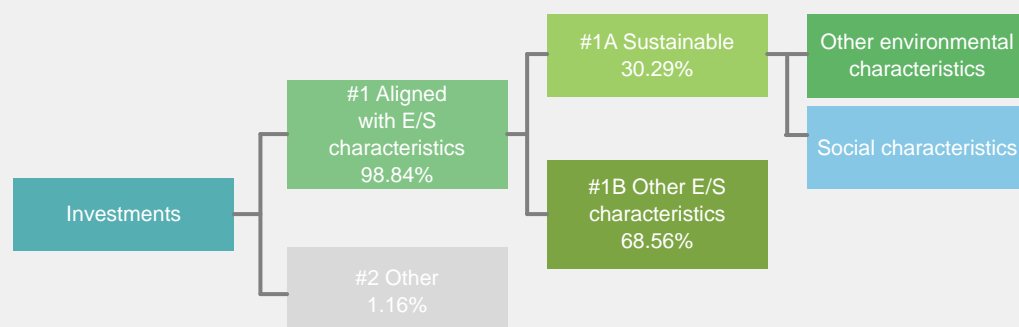 Investments
#1 Aligned
with E/S
characteristics
98.84%
#2 Other
1.16%
#1A Sustainable
30.29%
#1B Other E/S
characteristics
68.56%
Other environmental
characteristics
Social characteristics